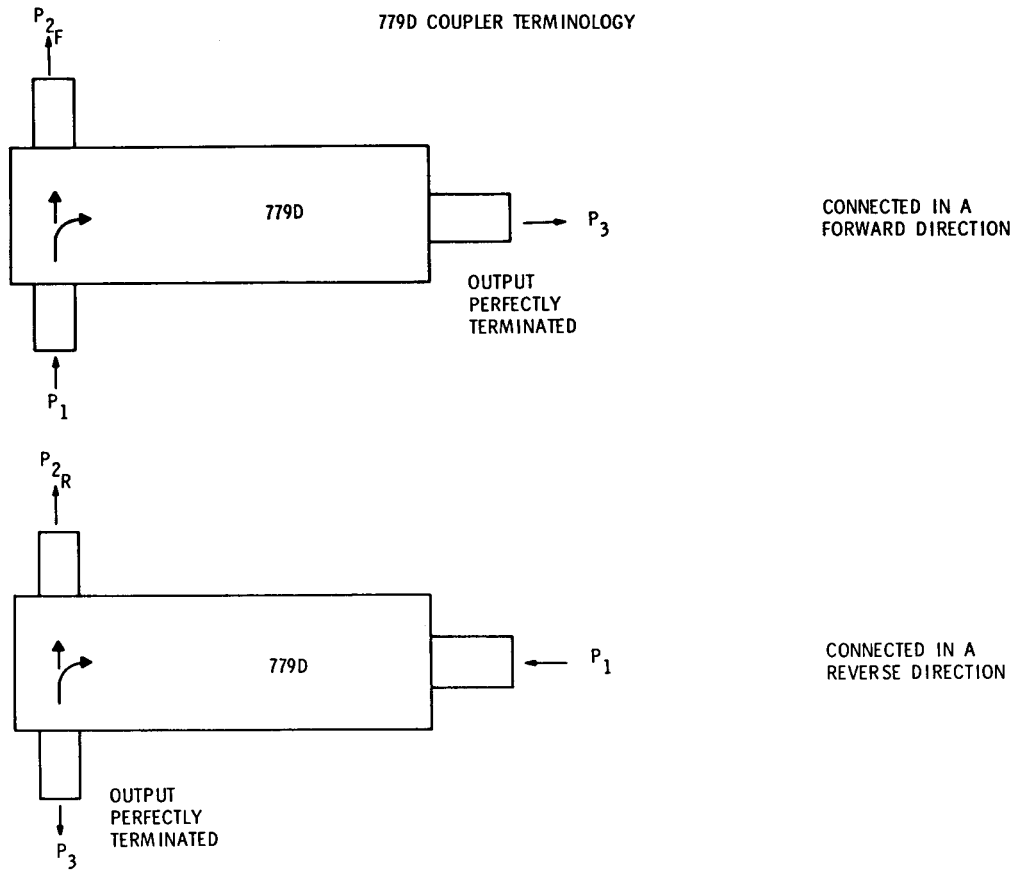 779D COUPLER TERMINOLOGY
P2F
779D
P3
CONNECTED IN A
FORWARD DIRECTION
OUTPUT
PERFECTLY
TERMINATED
P1
P2R
779D
P1
CONNECTED IN A
REVERSE DIRECTION
OUTPUT
PERFECTLY
TERMINATED
P3